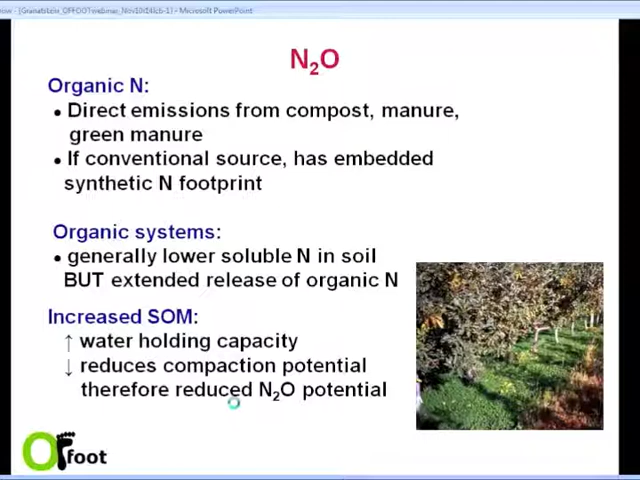 N₂O
Organic N:
• Direct emissions from compost, manure,
green manure
• If conventional source, has embedded
synthetic N footprint
Organic systems:
• generally lower soluble N in soil
BUT extended release of organic N
Increased SOM:
↑ water holding capacity
↓ reduces compaction potential
therefore reduced N₂O potential
OFfoot